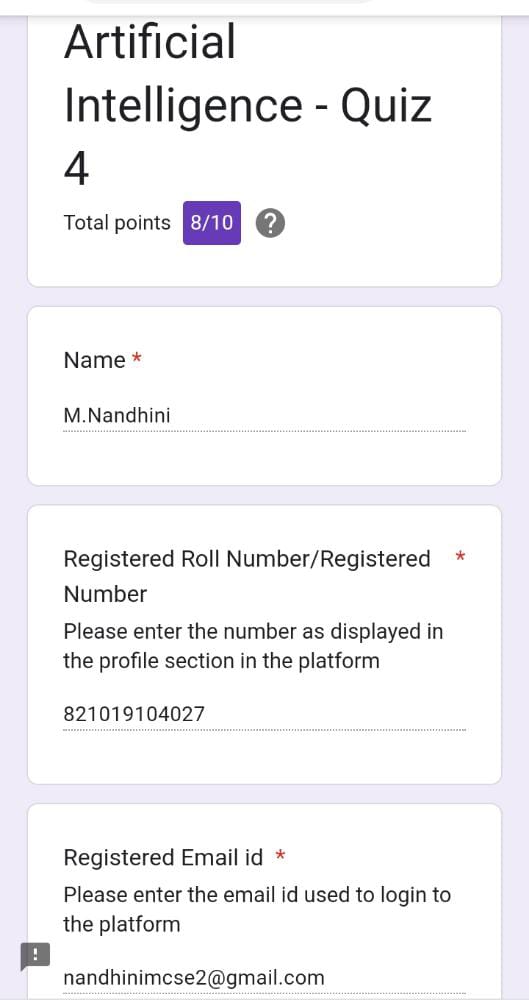 Artificial
Intelligence - Quiz
4
Total points 8/10 ?
Name *
M.Nandhini
Registered Roll Number/Registered *
Number
Please enter the number as displayed in
the profile section in the platform
821019104027
Registered Email id *
Please enter the email id used to login to
the platform
!
nandhinimcse2@gmail.com